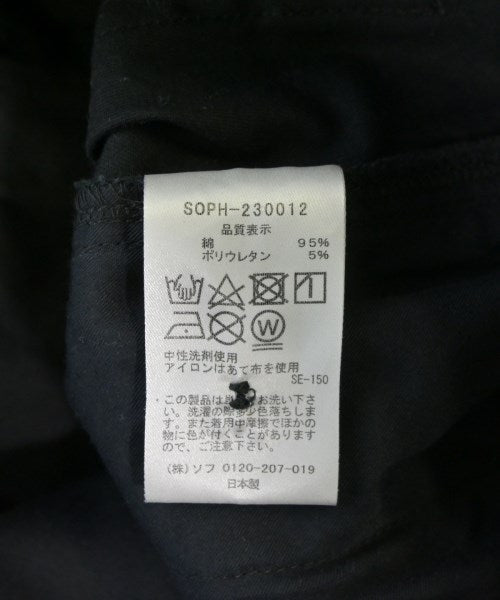 SOPH-230012
品質表示
綿 95%
ポリウレタン 5%
W
中性洗剤使用
アイロンはあて布を使用
SE-150
・この製品は お洗い下さ
い。洗濯の際 少色落ちしま
す。また着用中摩擦でほかの
物に色が付くことがあります
ので、ご注意下さい。
(株)ソフ 0120-207-019
日本製